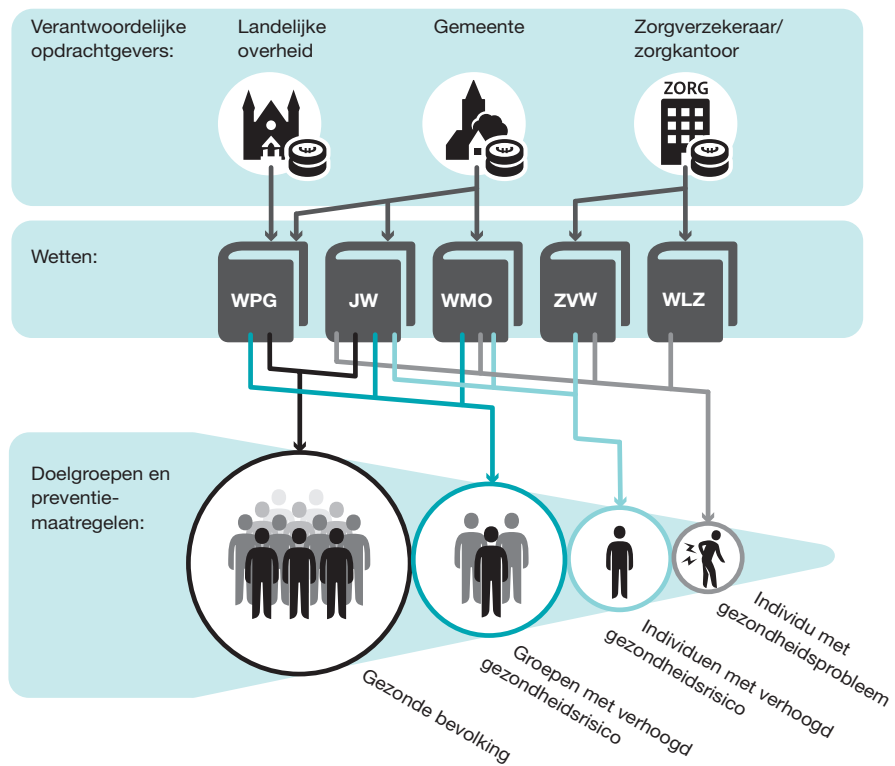 Verantwoordelijke
opdrachtgevers:
Landelijke
overheid
Gemeente
Zorgverzekeraar/
zorgkantoor
ZORG
Wetten:
WPG
JW
WMO
ZVW
WLZ
Doelgroepen en
preventie-
maatregelen:
Gezonde bevolking
Groepen met verhoogd
gezondheidsrisico
Individuen met verhoogd
gezondheidsrisico
Individu met
gezondheidsprobleem